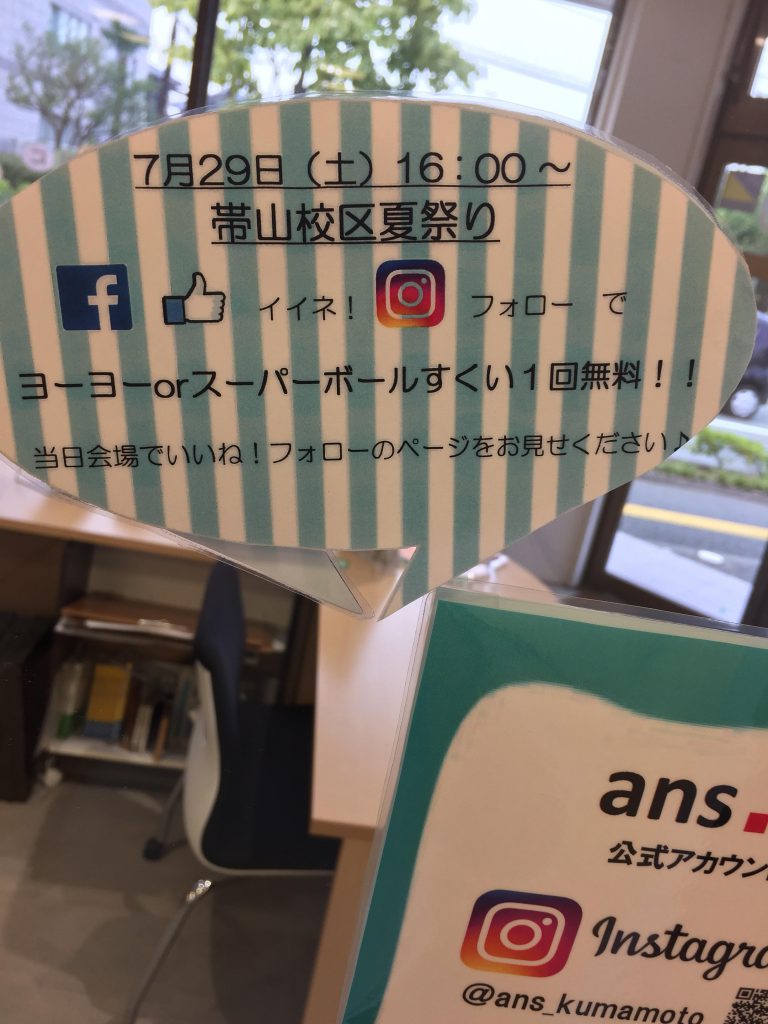 7月29日（土）16：00～
帯山校区夏祭り
イイネ！ フォロー で
ヨーヨーorスーパーボールすくい１回無料！！
当日会場でいいね！フォローのページをお見せください♪
ans.
公式アカウン
Instagra
@ans_kumamoto